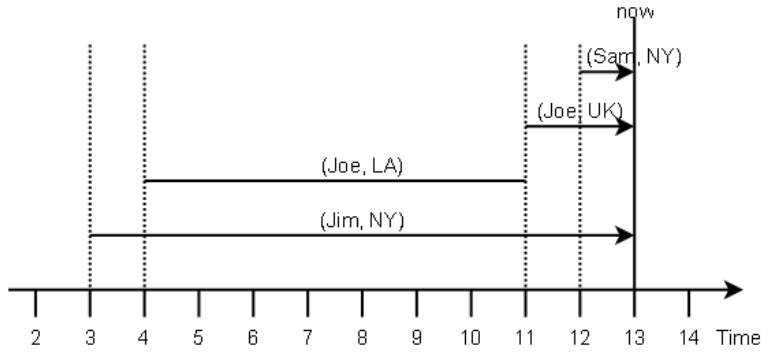 now
(Sam, NY)
(Joe, UK)
(Joe, LA)
(Jim, NY)
2 3 4 5 6 7 8 9 10 11 12 13 14 Time